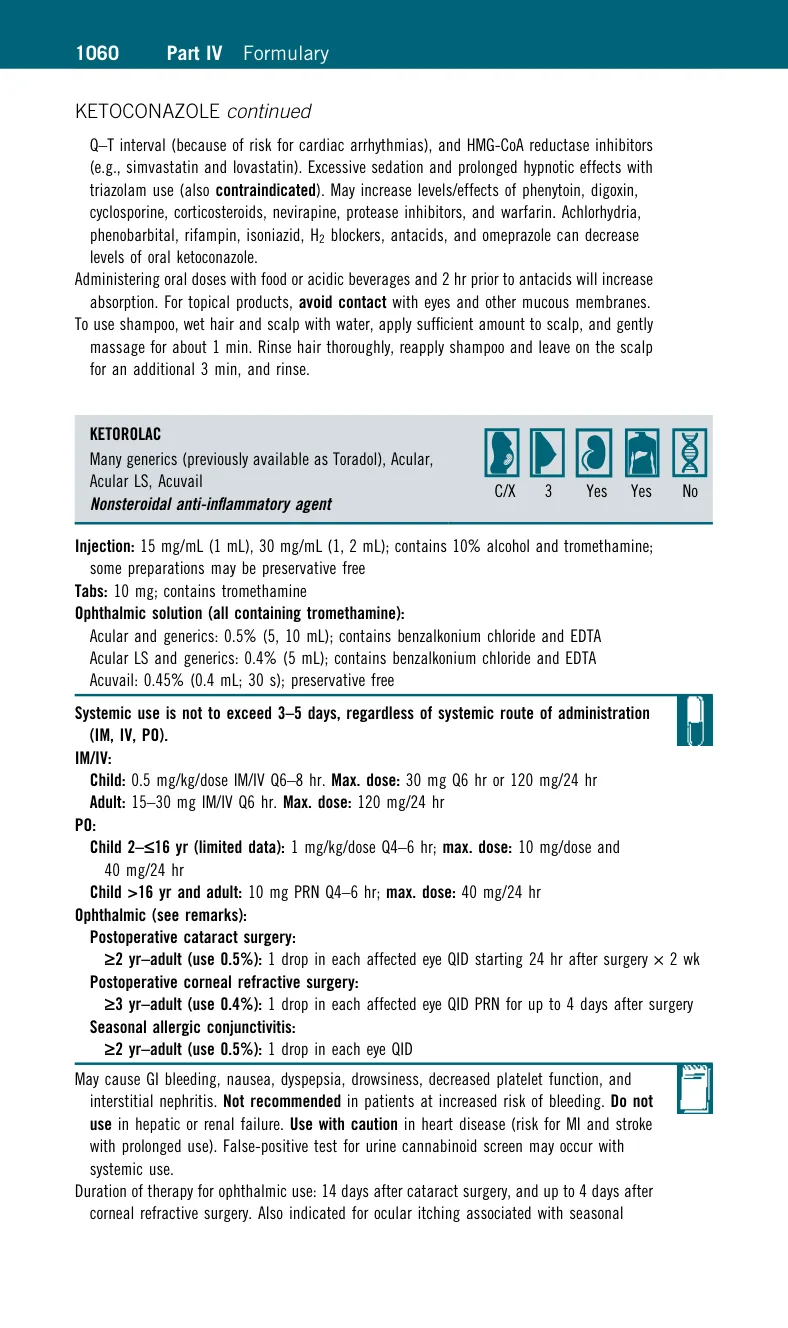 1060 Part IV Formulary
KETOCONAZOLE continued
Q–T interval (because of risk for cardiac arrhythmias), and HMG-CoA reductase inhibitors
(e.g., simvastatin and lovastatin). Excessive sedation and prolonged hypnotic effects with
triazolam use (also contraindicated). May increase levels/effects of phenytoin, digoxin,
cyclosporine, corticosteroids, nevirapine, protease inhibitors, and warfarin. Achlorhydria,
phenobarbital, rifampin, isoniazid, H₂ blockers, antacids, and omeprazole can decrease
levels of oral ketoconazole.
Administering oral doses with food or acidic beverages and 2 hr prior to antacids will increase
absorption. For topical products, avoid contact with eyes and other mucous membranes.
To use shampoo, wet hair and scalp with water, apply sufficient amount to scalp, and gently
massage for about 1 min. Rinse hair thoroughly, reapply shampoo and leave on the scalp
for an additional 3 min, and rinse.
KETOROLAC
Many generics (previously available as Toradol), Acular,
Acular LS, Acuvail
Nonsteroidal anti-inflammatory agent
C/X 3 Yes Yes No
Injection: 15 mg/mL (1 mL), 30 mg/mL (1, 2 mL); contains 10% alcohol and tromethamine;
some preparations may be preservative free
Tabs: 10 mg; contains tromethamine
Ophthalmic solution (all containing tromethamine):
Acular and generics: 0.5% (5, 10 mL); contains benzalkonium chloride and EDTA
Acular LS and generics: 0.4% (5 mL); contains benzalkonium chloride and EDTA
Acuvail: 0.45% (0.4 mL; 30 s); preservative free
Systemic use is not to exceed 3–5 days, regardless of systemic route of administration
(IM, IV, PO).
IM/IV:
Child: 0.5 mg/kg/dose IM/IV Q6–8 hr. Max. dose: 30 mg Q6 hr or 120 mg/24 hr
Adult: 15–30 mg IM/IV Q6 hr. Max. dose: 120 mg/24 hr
PO:
Child 2–≤16 yr (limited data): 1 mg/kg/dose Q4–6 hr; max. dose: 10 mg/dose and
40 mg/24 hr
Child >16 yr and adult: 10 mg PRN Q4–6 hr; max. dose: 40 mg/24 hr
Ophthalmic (see remarks):
Postoperative cataract surgery:
≥2 yr–adult (use 0.5%): 1 drop in each affected eye QID starting 24 hr after surgery × 2 wk
Postoperative corneal refractive surgery:
≥3 yr–adult (use 0.4%): 1 drop in each affected eye QID PRN for up to 4 days after surgery
Seasonal allergic conjunctivitis:
≥2 yr–adult (use 0.5%): 1 drop in each eye QID
May cause GI bleeding, nausea, dyspepsia, drowsiness, decreased platelet function, and
interstitial nephritis. Not recommended in patients at increased risk of bleeding. Do not
use in hepatic or renal failure. Use with caution in heart disease (risk for MI and stroke
with prolonged use). False-positive test for urine cannabinoid screen may occur with
systemic use.
Duration of therapy for ophthalmic use: 14 days after cataract surgery, and up to 4 days after
corneal refractive surgery. Also indicated for ocular itching associated with seasonal